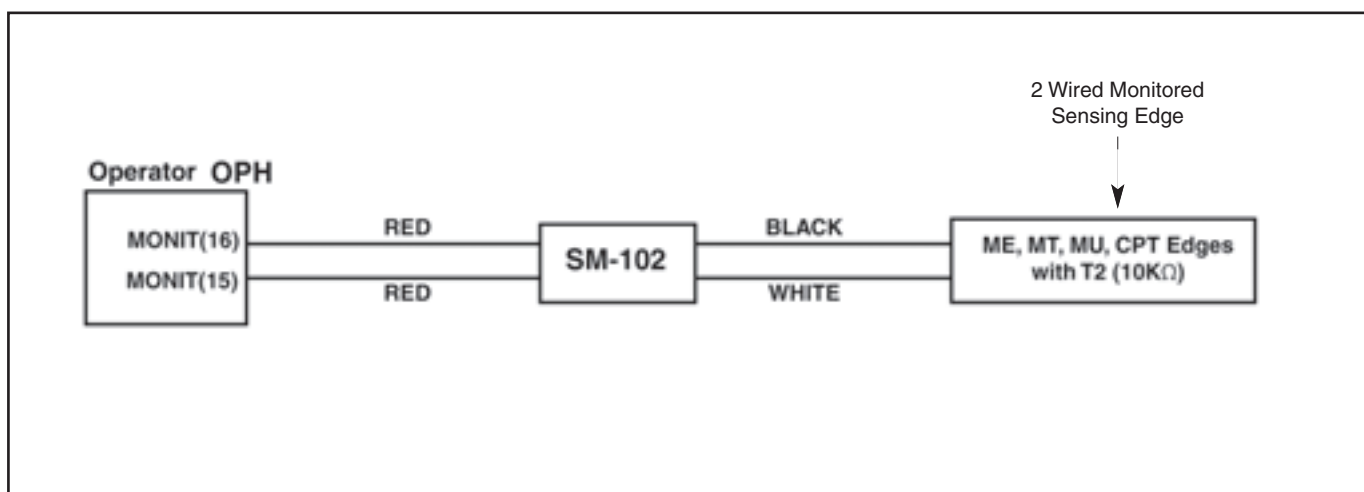 2 Wired Monitored
Sensing Edge
Operator OPH
MONIT(16)
MONIT(15)
RED
RED
SM-102
BLACK
WHITE
ME, MT, MU, CPT Edges
with T2 (10KΩ)